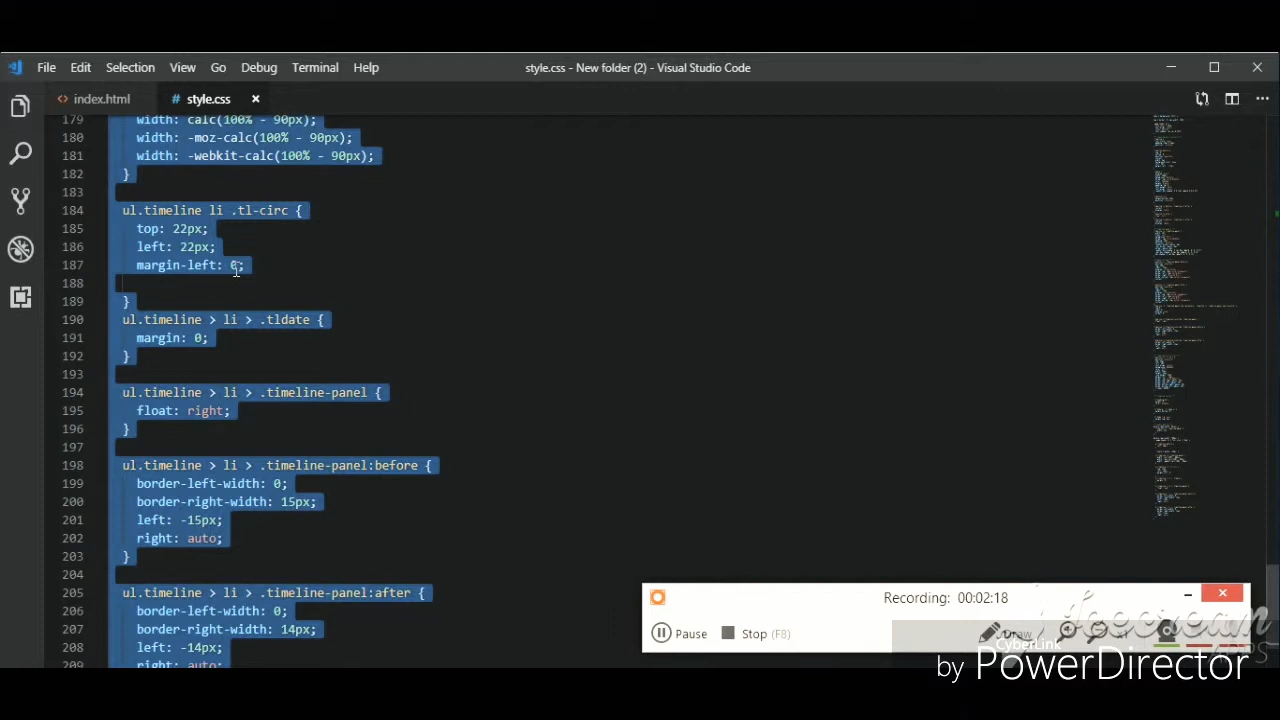 File Edit Selection View Go Debug Terminal Help
style.css - New folder (2) - Visual Studio Code
index.html
# style.css
179 width: calc(100% - 90px);
180 width: -moz-calc(100% - 90px);
181 width: -webkit-calc(100% - 90px);
182 }
183
184 ul.timeline li .tl-circ {
185 top: 22px;
186 left: 22px;
187 margin-left: 0;
188
189 }
190 ul.timeline > li > .tldate {
191 margin: 0;
192 }
193
194 ul.timeline > li > .timeline-panel {
195 float: right;
196 }
197
198 ul.timeline > li > .timeline-panel:before {
199 border-left-width: 0;
200 border-right-width: 15px;
201 left: -15px;
202 right: auto;
203 }
204
205 ul.timeline > li > .timeline-panel:after {
206 border-left-width: 0;
207 border-right-width: 14px;
208 left: -14px;
209 right: auto;
Recording: 00:02:18
Pause
Stop (F8)
Draw
CyberLink
by PowerDirector